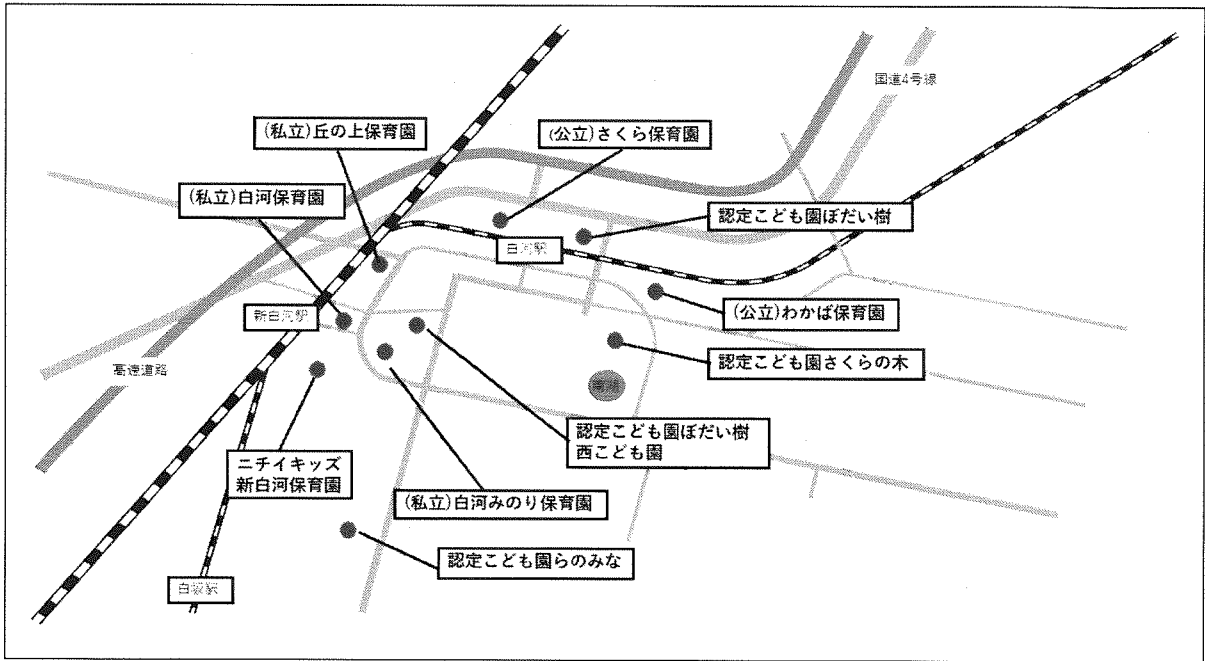 国道4号線
(私立)丘の上保育園
(公立)さくら保育園
(私立)白河保育園
認定こども園ぼだい樹
白河駅
新白河駅
(公立)わかば保育園
認定こども園さくらの木
高速道路
認定こども園ぼだい樹
西こども園
ニチイキッズ
新白河保育園
(私立)白河みのり保育園
認定こども園らのみな
白坂駅